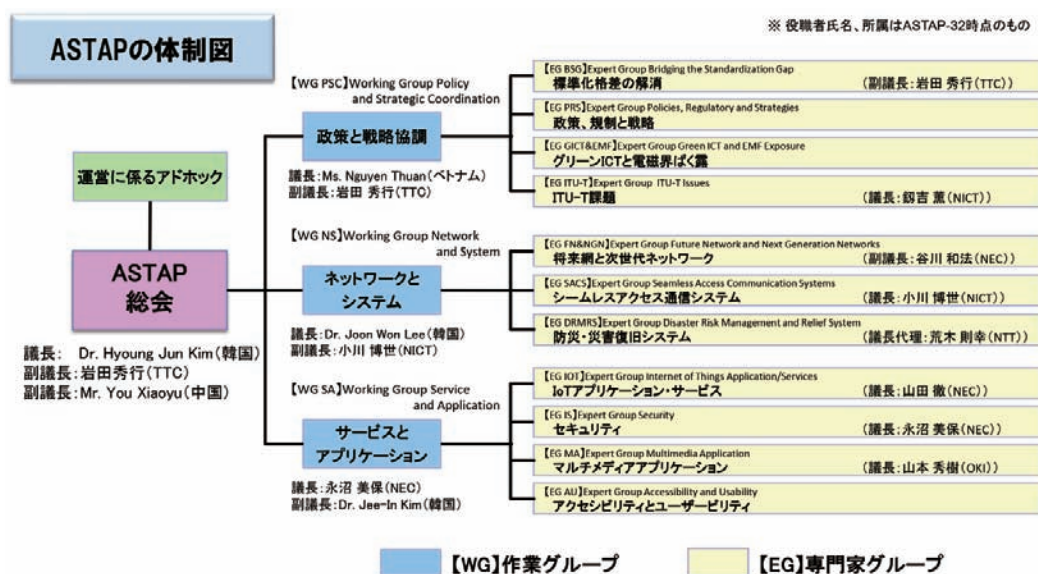 ASTAPの体制図
※ 役職者氏名、所属はASTAP-32時点のもの
運営に係るアドホック
ASTAP
総会
議長: Dr. Hyoung Jun Kim(韓国)
副議長:岩田秀行(TTC)
副議長:Mr. You Xiaoyu(中国)
【WG PSC】Working Group Policy
and Strategic Coordination
政策と戦略協調
議長:Ms. Nguyen Thuan(ベトナム)
副議長:岩田 秀行(TTC)
【EG BSG】Expert Group Bridging the Standardization Gap
標準化格差の解消 (副議長:岩田 秀行(TTC))
【EG PRS】Expert Group Policies, Regulatory and Strategies
政策、規制と戦略
【EG GICT&EMF】Expert Group Green ICT and EMF Exposure
グリーンICTと電磁界ばく露
【EG ITU-T】Expert Group ITU-T Issues
ITU-T課題 (議長:釼吉 薫(NICT))
【WG NS】Working Group Network
and System
ネットワークと
システム
議長:Dr. Joon Won Lee(韓国)
副議長:小川 博世(NICT)
【EG FN&NGN】Expert Group Future Network and Next Generation Networks
将来網と次世代ネットワーク (副議長:谷川 和法(NEC))
【EG SACS】Expert Group Seamless Access Communication Systems
シームレスアクセス通信システム (議長:小川 博世(NICT))
【EG DRMRS】Expert Group Disaster Risk Management and Relief System
防災・災害復旧システム (議長代理:荒木 則幸(NTT))
【WG SA】Working Group Service
and Application
サービスと
アプリケーション
議長:永沼 美保(NEC)
副議長:Dr. Jee-In Kim(韓国)
【EG IOT】Expert Group Internet of Things Application/Services
IoTアプリケーション・サービス (議長:山田 徹(NEC))
【EG IS】Expert Group Security
セキュリティ (議長:永沼 美保(NEC))
【EG MA】Expert Group Multimedia Application
マルチメディアアプリケーション (議長:山本 秀樹(OKI))
【EG AU】Expert Group Accessibility and Usability
アクセシビリティとユーザービリティ
【WG】作業グループ
【EG】専門家グループ